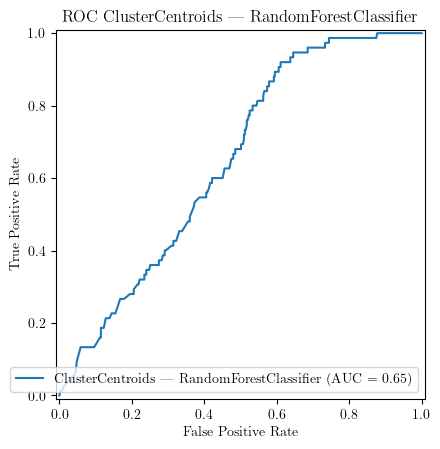 ROC ClusterCentroids — RandomForestClassifier
1.0
0.8
0.6
0.4
0.2
0.0
True Positive Rate
ClusterCentroids — RandomForestClassifier (AUC = 0.65)
0.0 0.2 0.4 0.6 0.8 1.0
False Positive Rate